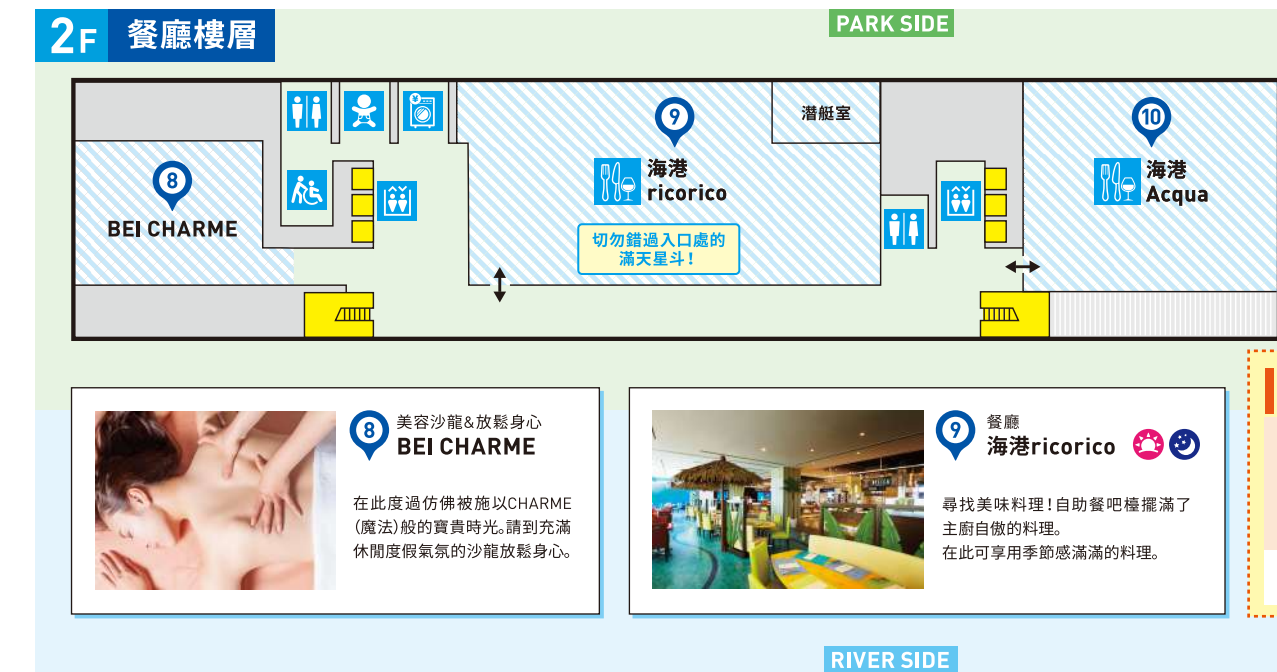 2F 餐廳樓層
PARK SIDE
潛艇室
9
海港
ricorico
10
海港
Acqua
8
BEI CHARME
切勿錯過入口處的
滿天星斗！
8
美容沙龍&放鬆身心
BEI CHARME
在此度過仿佛被施以CHARME
（魔法）般的寶貴時光。請到充滿
休閒度假氣氛的沙龍放鬆身心。
9
餐廳
海港ricorico
尋找美味料理！自助餐吧檯擺滿了
主廚自傲的料理。
在此可享用季節感滿滿的料理。
RIVER SIDE